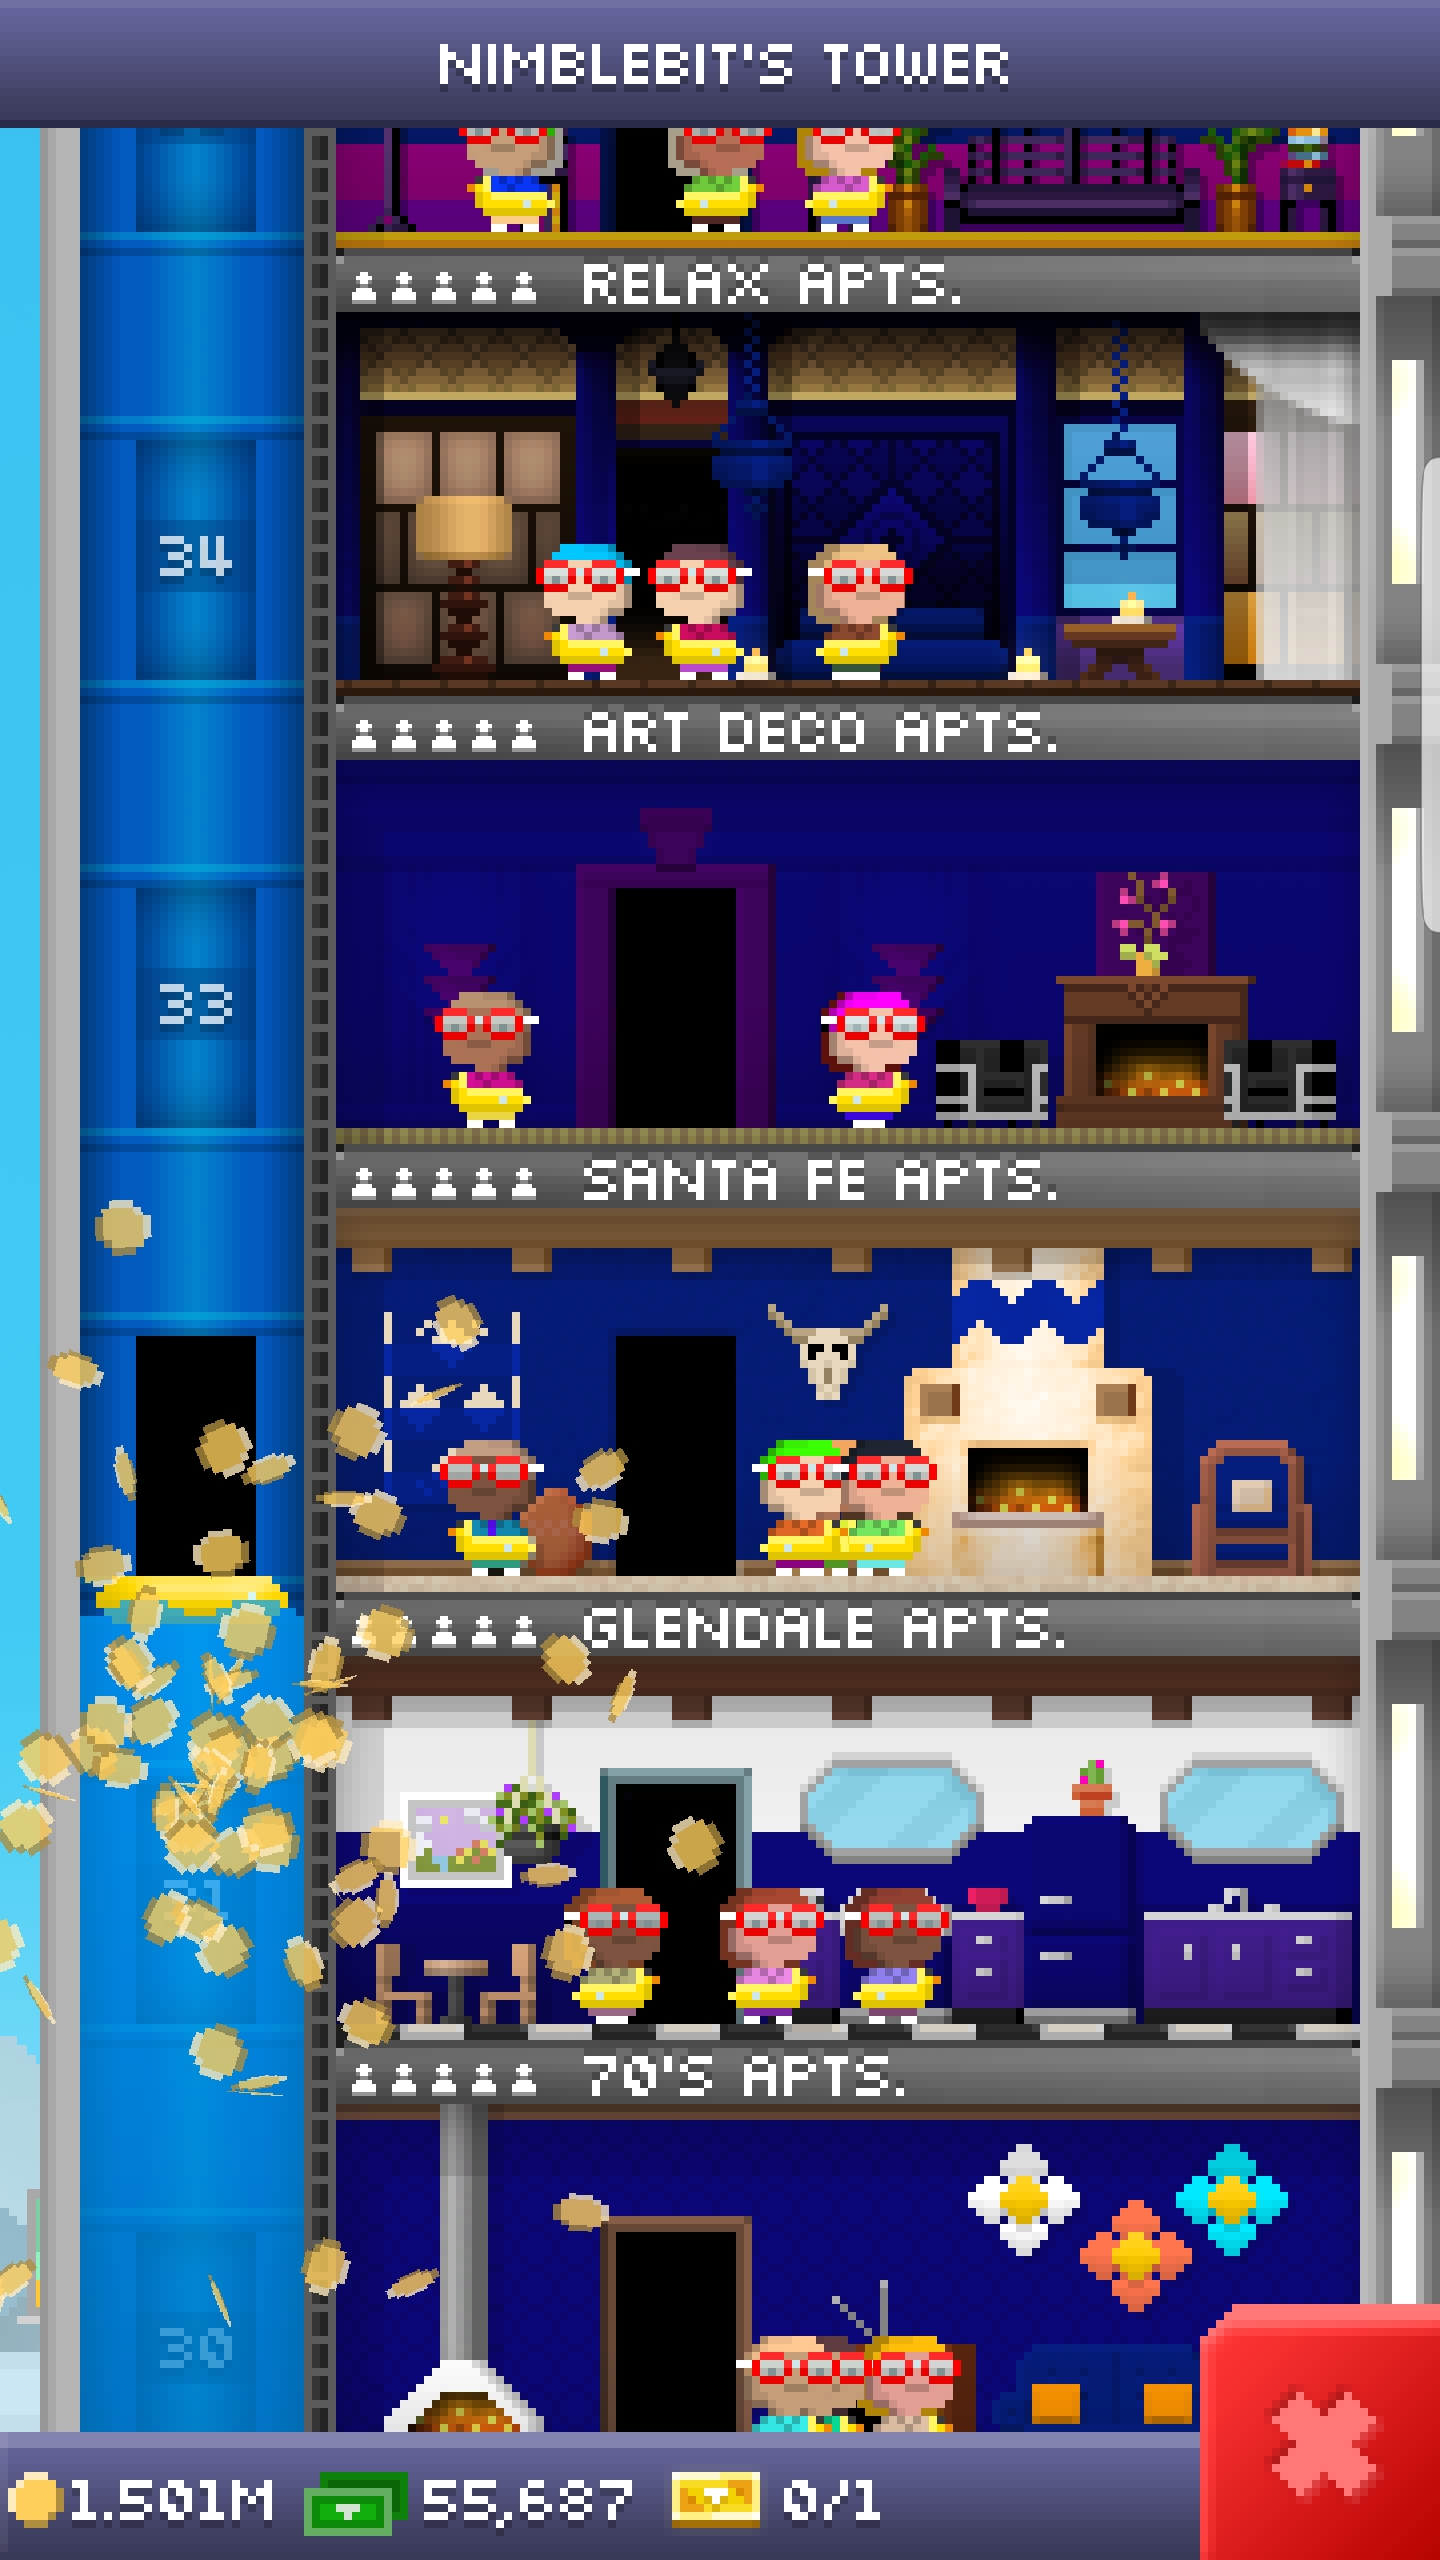 NIMBLEBIT'S TOWER
RELAX APTS.
34
ART DECO APTS.
33
SANTA FE APTS.
GLENDALE APTS.
31
70'S APTS.
30
1.501M 55,687 0/1